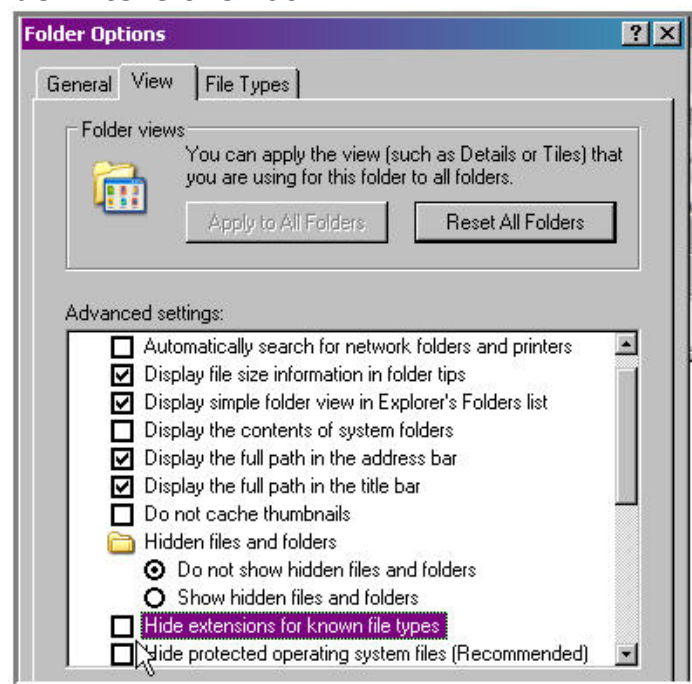 Folder Options
General View File Types
Folder views
You can apply the view (such as Details or Tiles) that
you are using for this folder to all folders.
Apply to All Folders Reset All Folders
Advanced settings:
Automatically search for network folders and printers
Display file size information in folder tips
Display simple folder view in Explorer's Folders list
Display the contents of system folders
Display the full path in the address bar
Display the full path in the title bar
Do not cache thumbnails
Hidden files and folders
Do not show hidden files and folders
Show hidden files and folders
Hide extensions for known file types
Hide protected operating system files (Recommended)